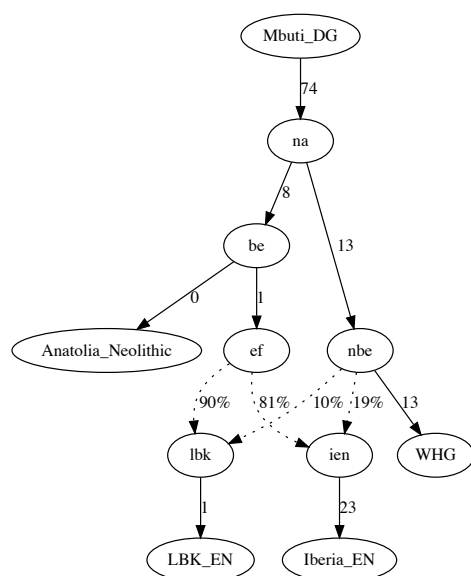 Mbuti_DG
74
na
8
13
be
0
1
Anatolia_Neolithic
ef
nbe
90%
81%
10%
19%
13
lbk
ien
WHG
1
23
LBK_EN
Iberia_EN